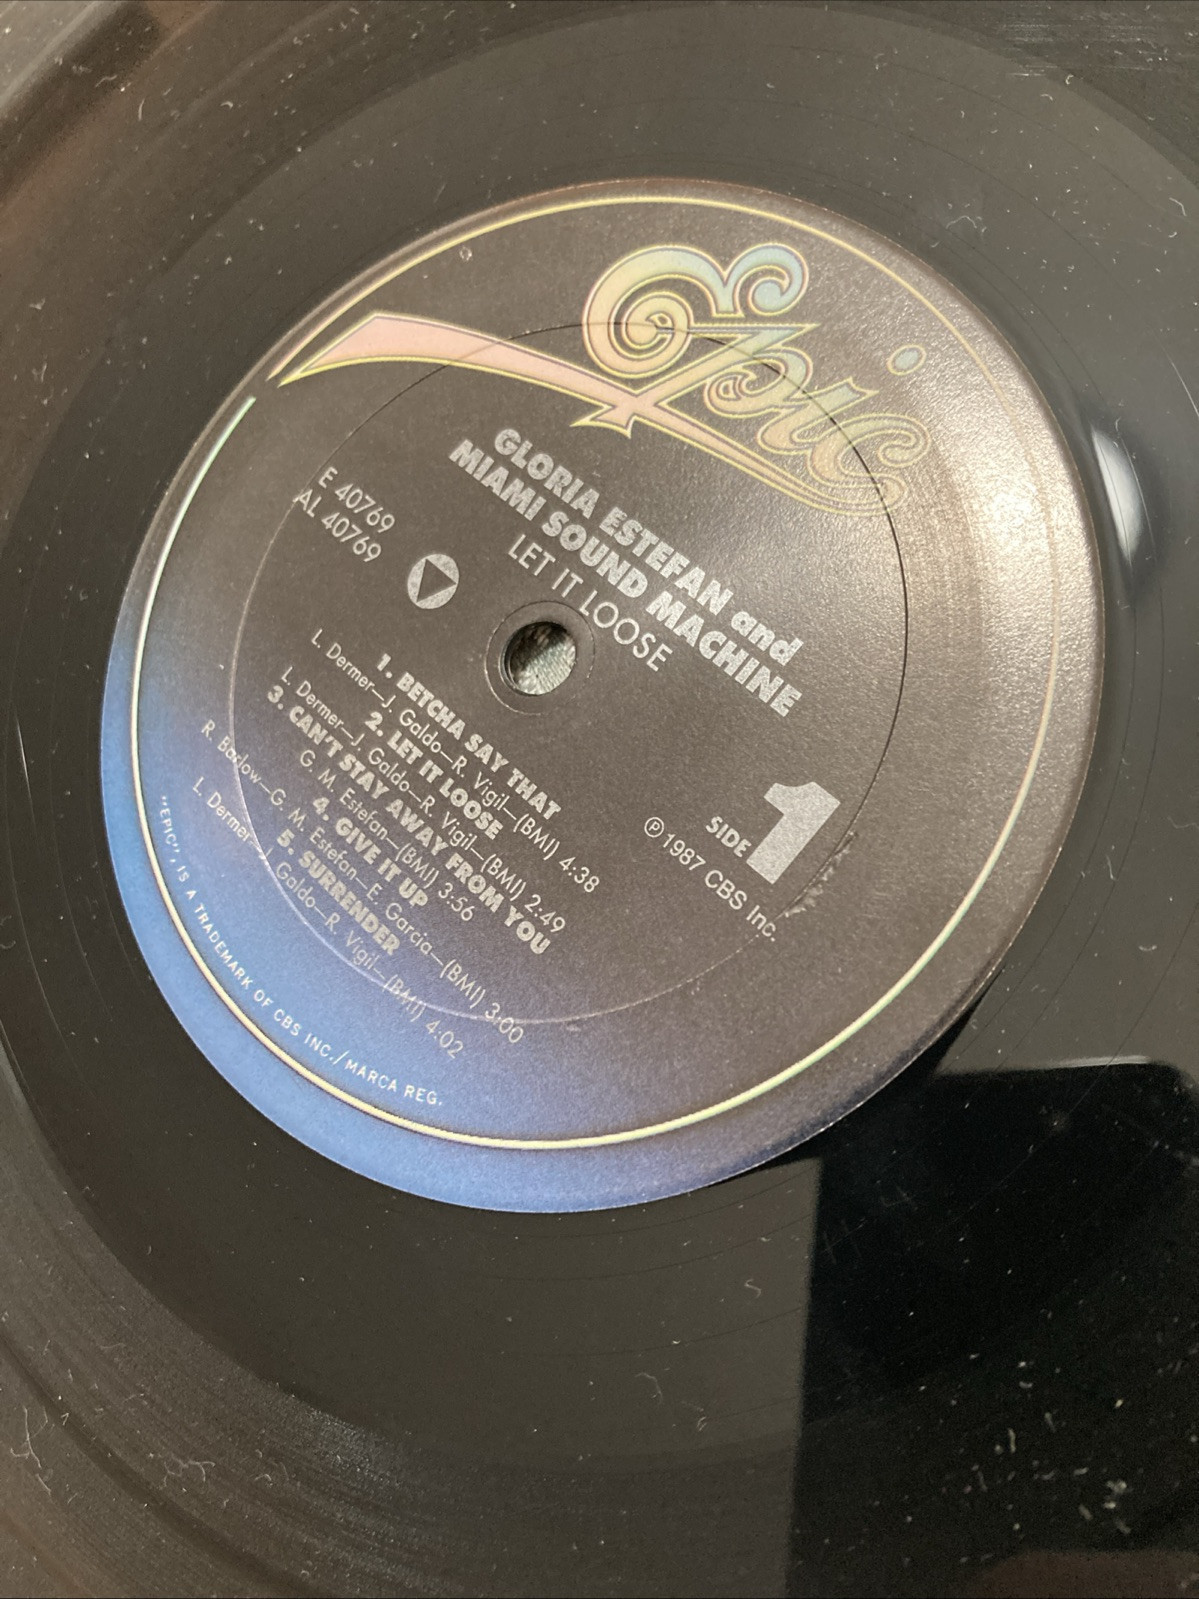 Epic
GLORIA ESTEFAN and
MIAMI SOUND MACHINE
LET IT LOOSE
E 40769
AL 40769
SIDE 1
℗ 1987 CBS Inc.
1. BETCHA SAY THAT
L. Dermer—J. Galdo—R. Vigil—(BMI) 4:38
2. LET IT LOOSE
L. Dermer—J. Galdo—R. Vigil—(BMI) 2:49
3. CAN'T STAY AWAY FROM YOU
G. M. Estefan—(BMI) 3:56
4. GIVE IT UP
R. Barlow—G. M. Estefan—E. Garcia—(BMI) 3:00
5. SURRENDER
L. Dermer—J. Galdo—R. Vigil—(BMI) 4:02
"EPIC", IS A TRADEMARK OF CBS INC./MARCA REG.